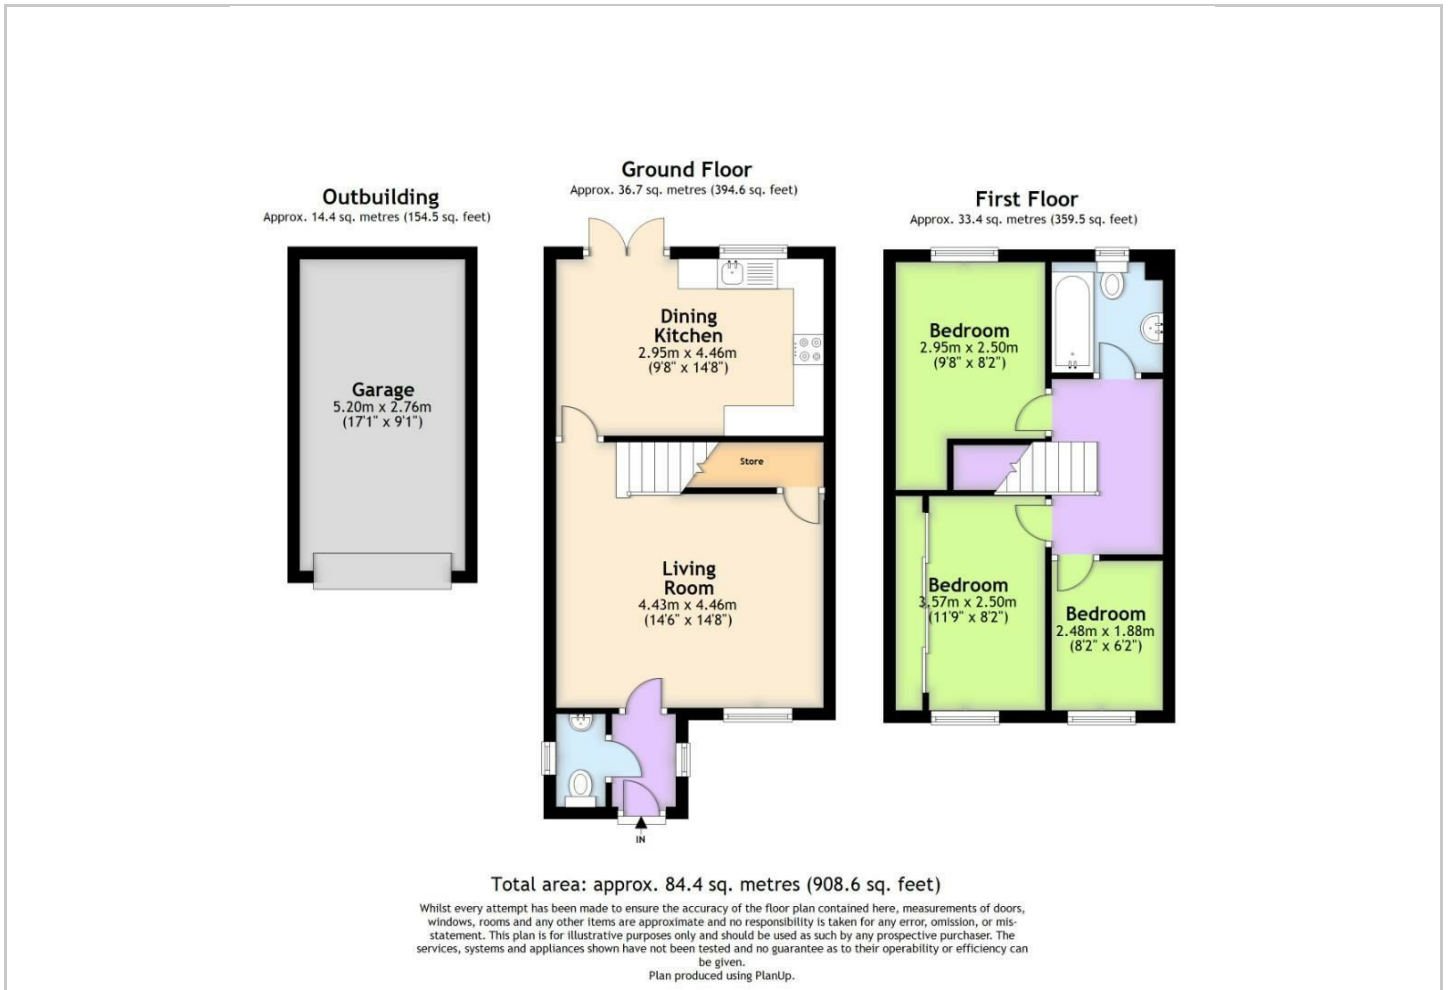 Outbuilding
Approx. 14.4 sq. metres (154.5 sq. feet)
Garage
5.20m x 2.76m
(17'1" x 9'1")
Ground Floor
Approx. 36.7 sq. metres (394.6 sq. feet)
Dining
Kitchen
2.95m x 4.46m
(9'8" x 14'8")
Store
Living
Room
4.43m x 4.46m
(14'6" x 14'8")
IN
First Floor
Approx. 33.4 sq. metres (359.5 sq. feet)
Bedroom
2.95m x 2.50m
(9'8" x 8'2")
Bedroom
3.57m x 2.50m
(11'9" x 8'2")
Bedroom
2.48m x 1.88m
(8'2" x 6'2")
Total area: approx. 84.4 sq. metres (908.6 sq. feet)
Whilst every attempt has been made to ensure the accuracy of the floor plan contained here, measurements of doors,
windows, rooms and any other items are approximate and no responsibility is taken for any error, omission, or mis-
statement. This plan is for illustrative purposes only and should be used as such by any prospective purchaser. The
services, systems and appliances shown have not been tested and no guarantee as to their operability or efficiency can
be given.
Plan produced using PlanUp.